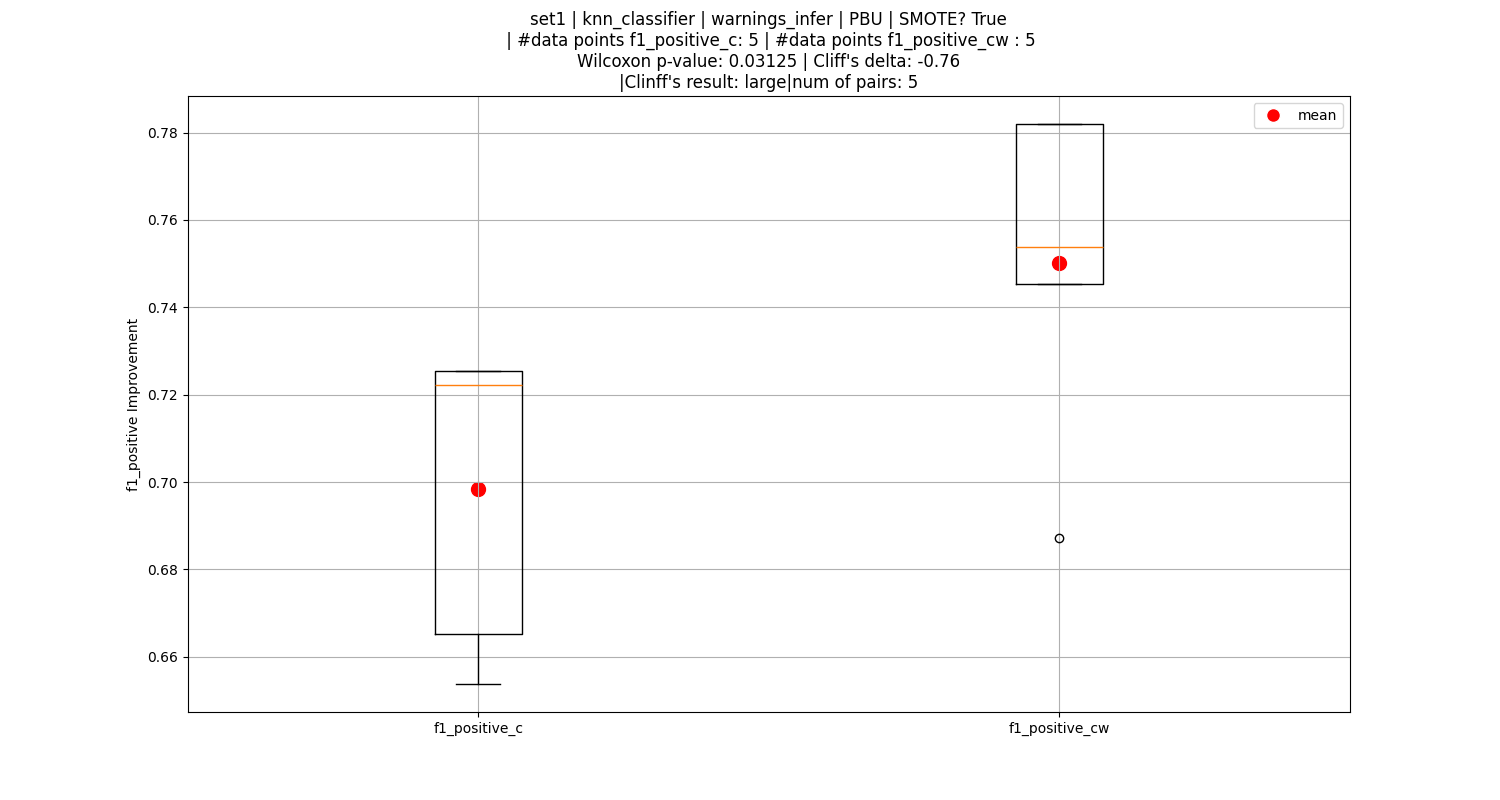 set1 | knn_classifier | warnings_infer | PBU | SMOTE? True
| #data points f1_positive_c: 5 | #data points f1_positive_cw : 5
Wilcoxon p-value: 0.03125 | Cliff's delta: -0.76
|Clinff's result: large|num of pairs: 5
mean
0.78
0.76
0.74
0.72
0.70
0.68
0.66
f1_positive Improvement
f1_positive_c
f1_positive_cw